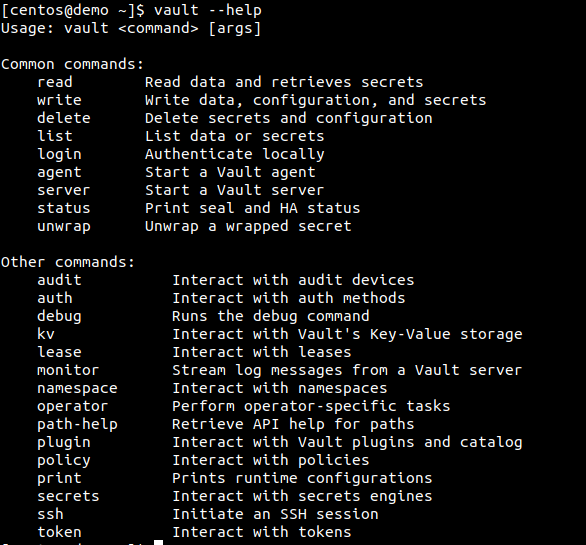 [centos@demo ~]$ vault --help
Usage: vault <command> [args]

Common commands:
    read        Read data and retrieves secrets
    write       Write data, configuration, and secrets
    delete      Delete secrets and configuration
    list        List data or secrets
    login       Authenticate locally
    agent       Start a Vault agent
    server      Start a Vault server
    status      Print seal and HA status
    unwrap      Unwrap a wrapped secret

Other commands:
    audit          Interact with audit devices
    auth           Interact with auth methods
    debug          Runs the debug command
    kv             Interact with Vault's Key-Value storage
    lease          Interact with leases
    monitor        Stream log messages from a Vault server
    namespace      Interact with namespaces
    operator       Perform operator-specific tasks
    path-help      Retrieve API help for paths
    plugin         Interact with Vault plugins and catalog
    policy         Interact with policies
    print          Prints runtime configurations
    secrets        Interact with secrets engines
    ssh            Initiate an SSH session
    token          Interact with tokens